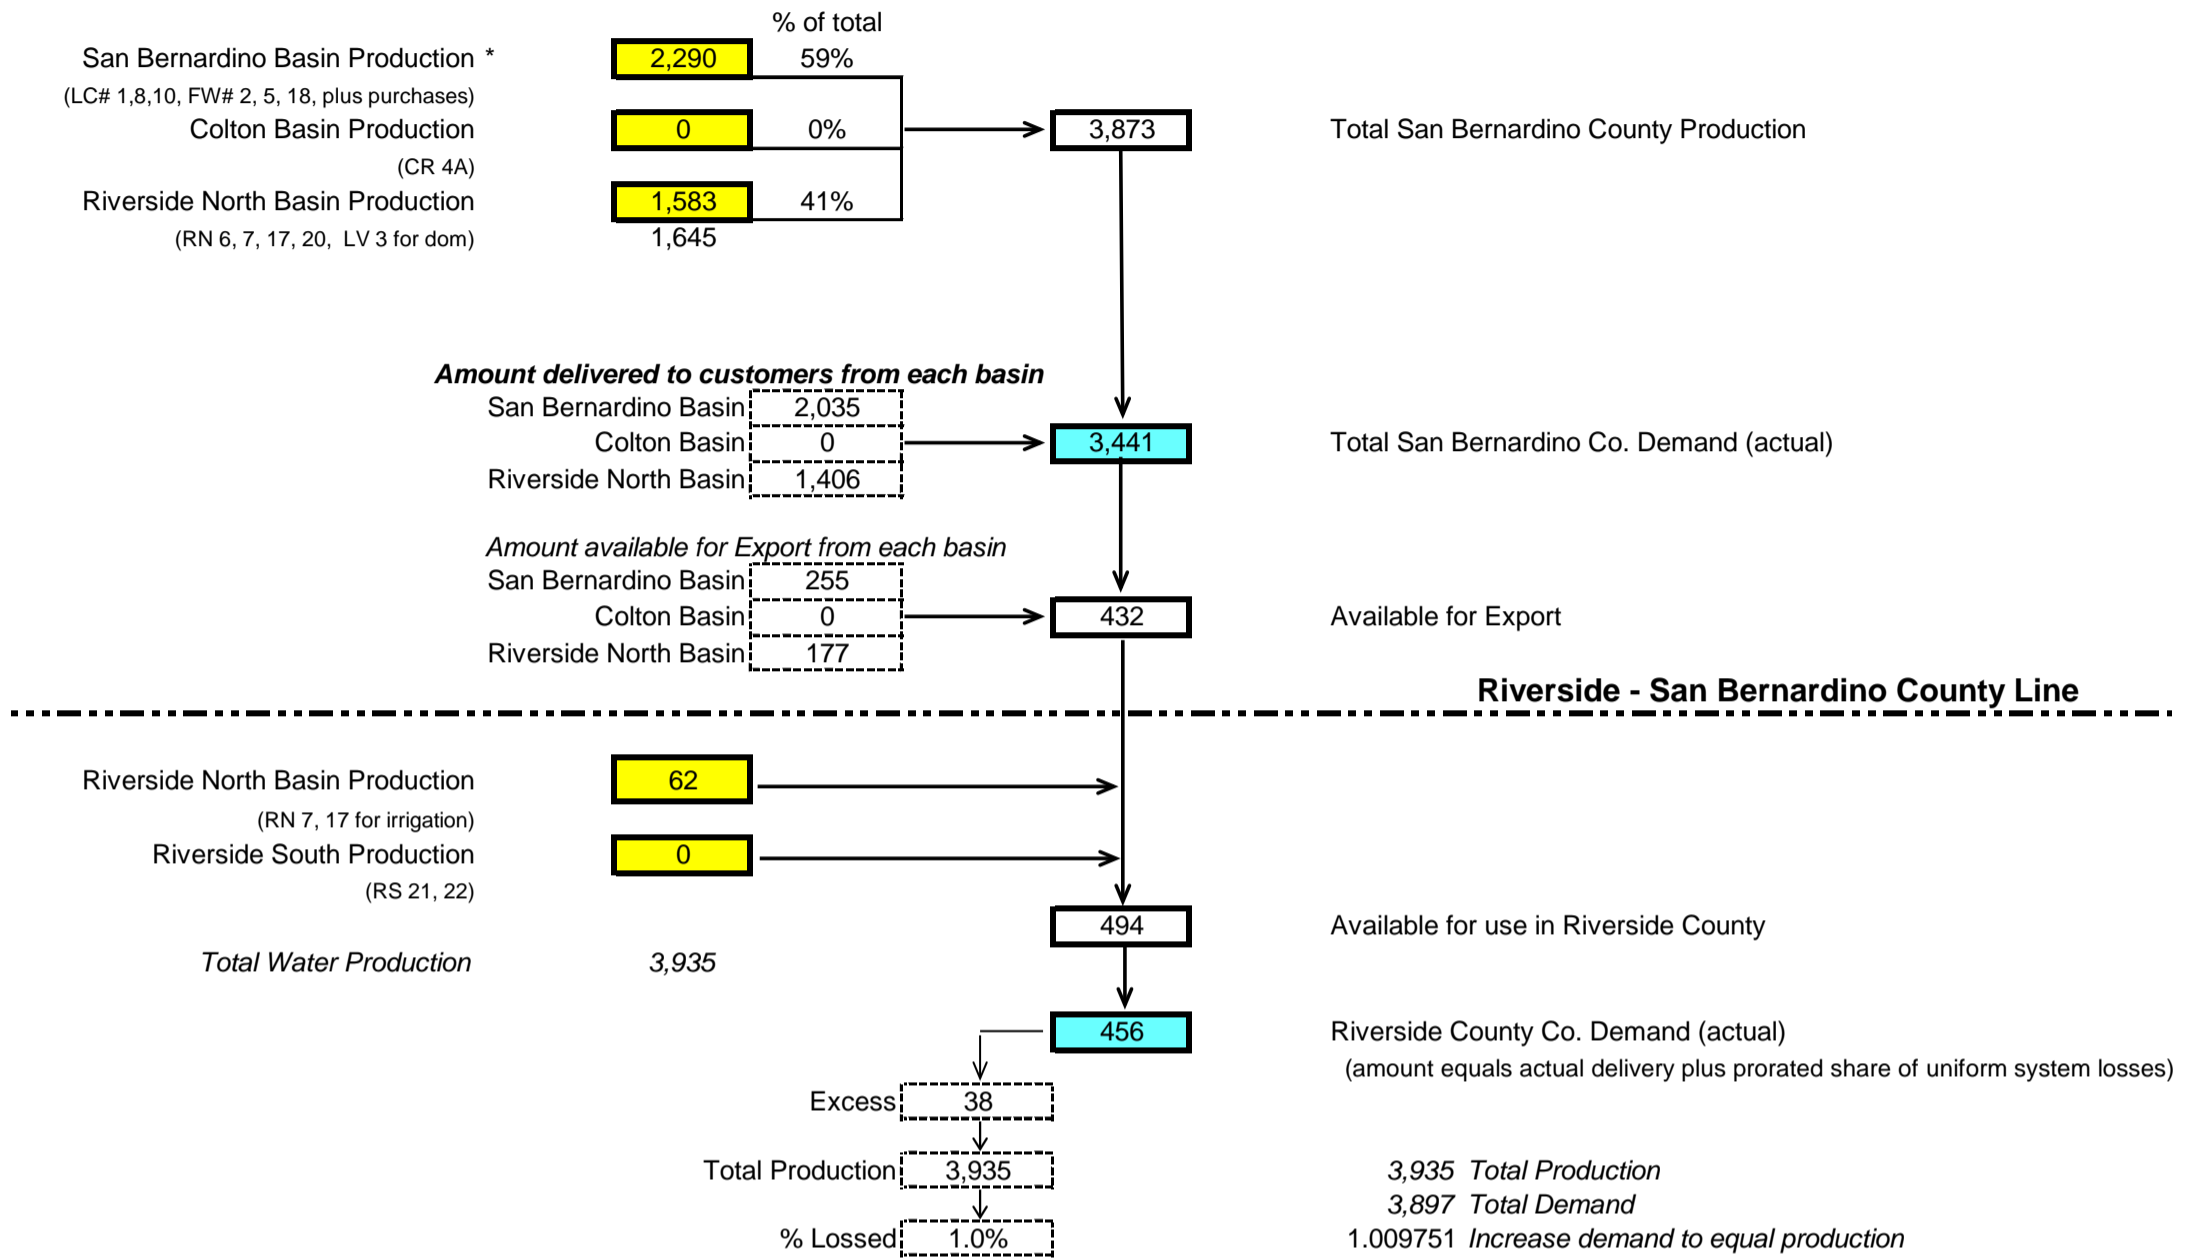 % of total
San Bernardino Basin Production * 2,290 59%
(LC# 1,8,10, FW# 2, 5, 18, plus purchases)
Colton Basin Production 0 0% 3,873 Total San Bernardino County Production
(CR 4A)
Riverside North Basin Production 1,583 41%
(RN 6, 7, 17, 20, LV 3 for dom) 1,645
Amount delivered to customers from each basin
San Bernardino Basin 2,035
Colton Basin 0 3,441 Total San Bernardino Co. Demand (actual)
Riverside North Basin 1,406
Amount available for Export from each basin
San Bernardino Basin 255
Colton Basin 0 432 Available for Export
Riverside North Basin 177
Riverside - San Bernardino County Line
Riverside North Basin Production 62
(RN 7, 17 for irrigation)
Riverside South Production 0
(RS 21, 22)
494 Available for use in Riverside County
Total Water Production 3,935
456 Riverside County Co. Demand (actual)
(amount equals actual delivery plus prorated share of uniform system losses)
Excess 38
Total Production 3,935 3,935 Total Production
3,897 Total Demand
% Lossed 1.0% 1.009751 Increase demand to equal production